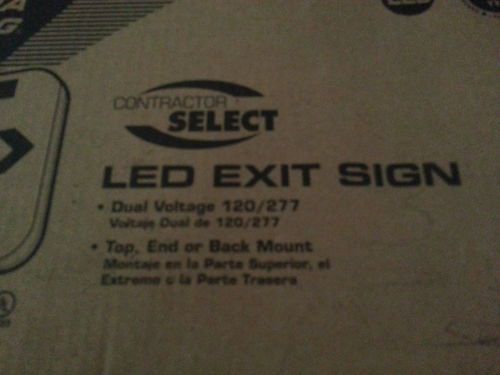 CONTRACTOR
SELECT
LED EXIT SIGN
• Dual Voltage 120/277
Voltaje Dual de 120/277
• Top, End or Back Mount
Montaje en la Parte Superior, el
Extremo o la Parte Trasera
UL